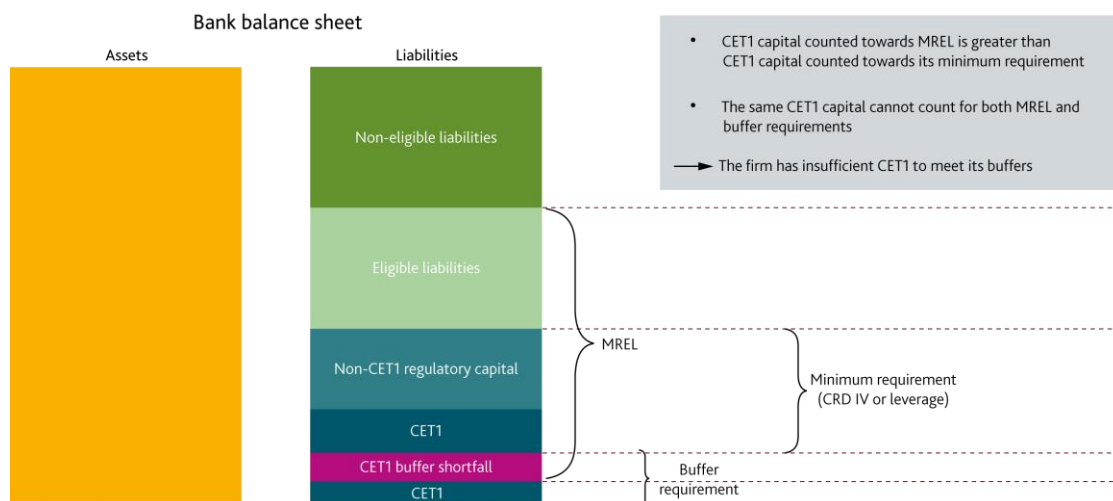 Bank balance sheet
Assets
Liabilities
Non-eligible liabilities
Eligible liabilities
Non-CET1 regulatory capital
CET1
CET1 buffer shortfall
CET1
MREL
Minimum requirement
(CRD IV or leverage)
Buffer
requirement
• CET1 capital counted towards MREL is greater than
CET1 capital counted towards its minimum requirement
• The same CET1 capital cannot count for both MREL and
buffer requirements
The firm has insufficient CET1 to meet its buffers